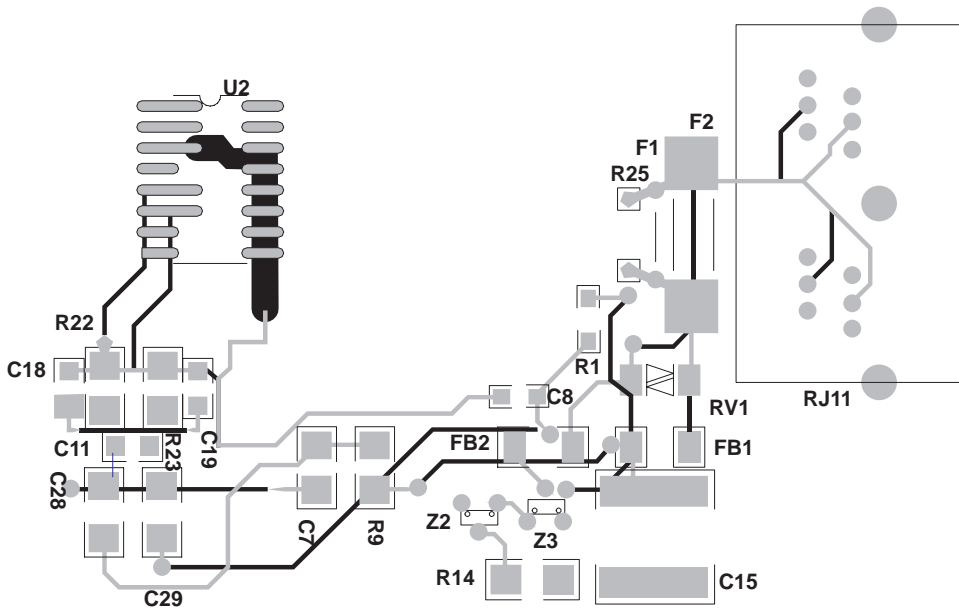 U2
F2
F1
R25
R22
C18
R1
C8
RV1
RJ11
C11
R23
C19
FB2
FB1
C28
C7
R9
Z2
Z3
R14
C15
C29